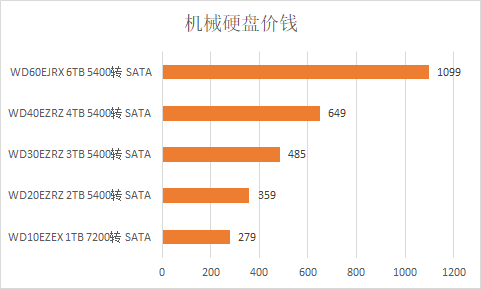 机械硬盘价钱
WD60EJRX 6TB 5400转 SATA 1099
WD40EZRZ 4TB 5400转 SATA 649
WD30EZRZ 3TB 5400转 SATA 485
WD20EZRZ 2TB 5400转 SATA 359
WD10EZEX 1TB 7200转 SATA 279
0 200 400 600 800 1000 1200